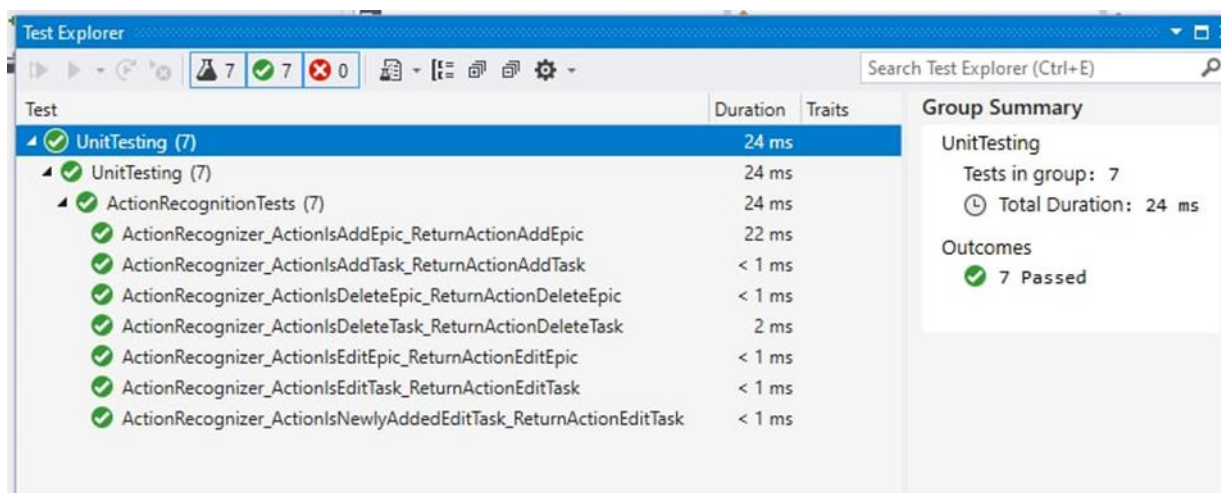 Test Explorer
7 7 0 Search Test Explorer (Ctrl+E)
Test Duration Traits
UnitTesting (7) 24 ms
UnitTesting (7) 24 ms
ActionRecognitionTests (7) 24 ms
ActionRecognizer_ActionIsAddEpic_ReturnActionAddEpic 22 ms
ActionRecognizer_ActionIsAddTask_ReturnActionAddTask < 1 ms
ActionRecognizer_ActionIsDeleteEpic_ReturnActionDeleteEpic < 1 ms
ActionRecognizer_ActionIsDeleteTask_ReturnActionDeleteTask 2 ms
ActionRecognizer_ActionIsEditEpic_ReturnActionEditEpic < 1 ms
ActionRecognizer_ActionIsEditTask_ReturnActionEditTask < 1 ms
ActionRecognizer_ActionIsNewlyAddedEditTask_ReturnActionEditTask < 1 ms
Group Summary
UnitTesting
Tests in group: 7
Total Duration: 24 ms
Outcomes
7 Passed